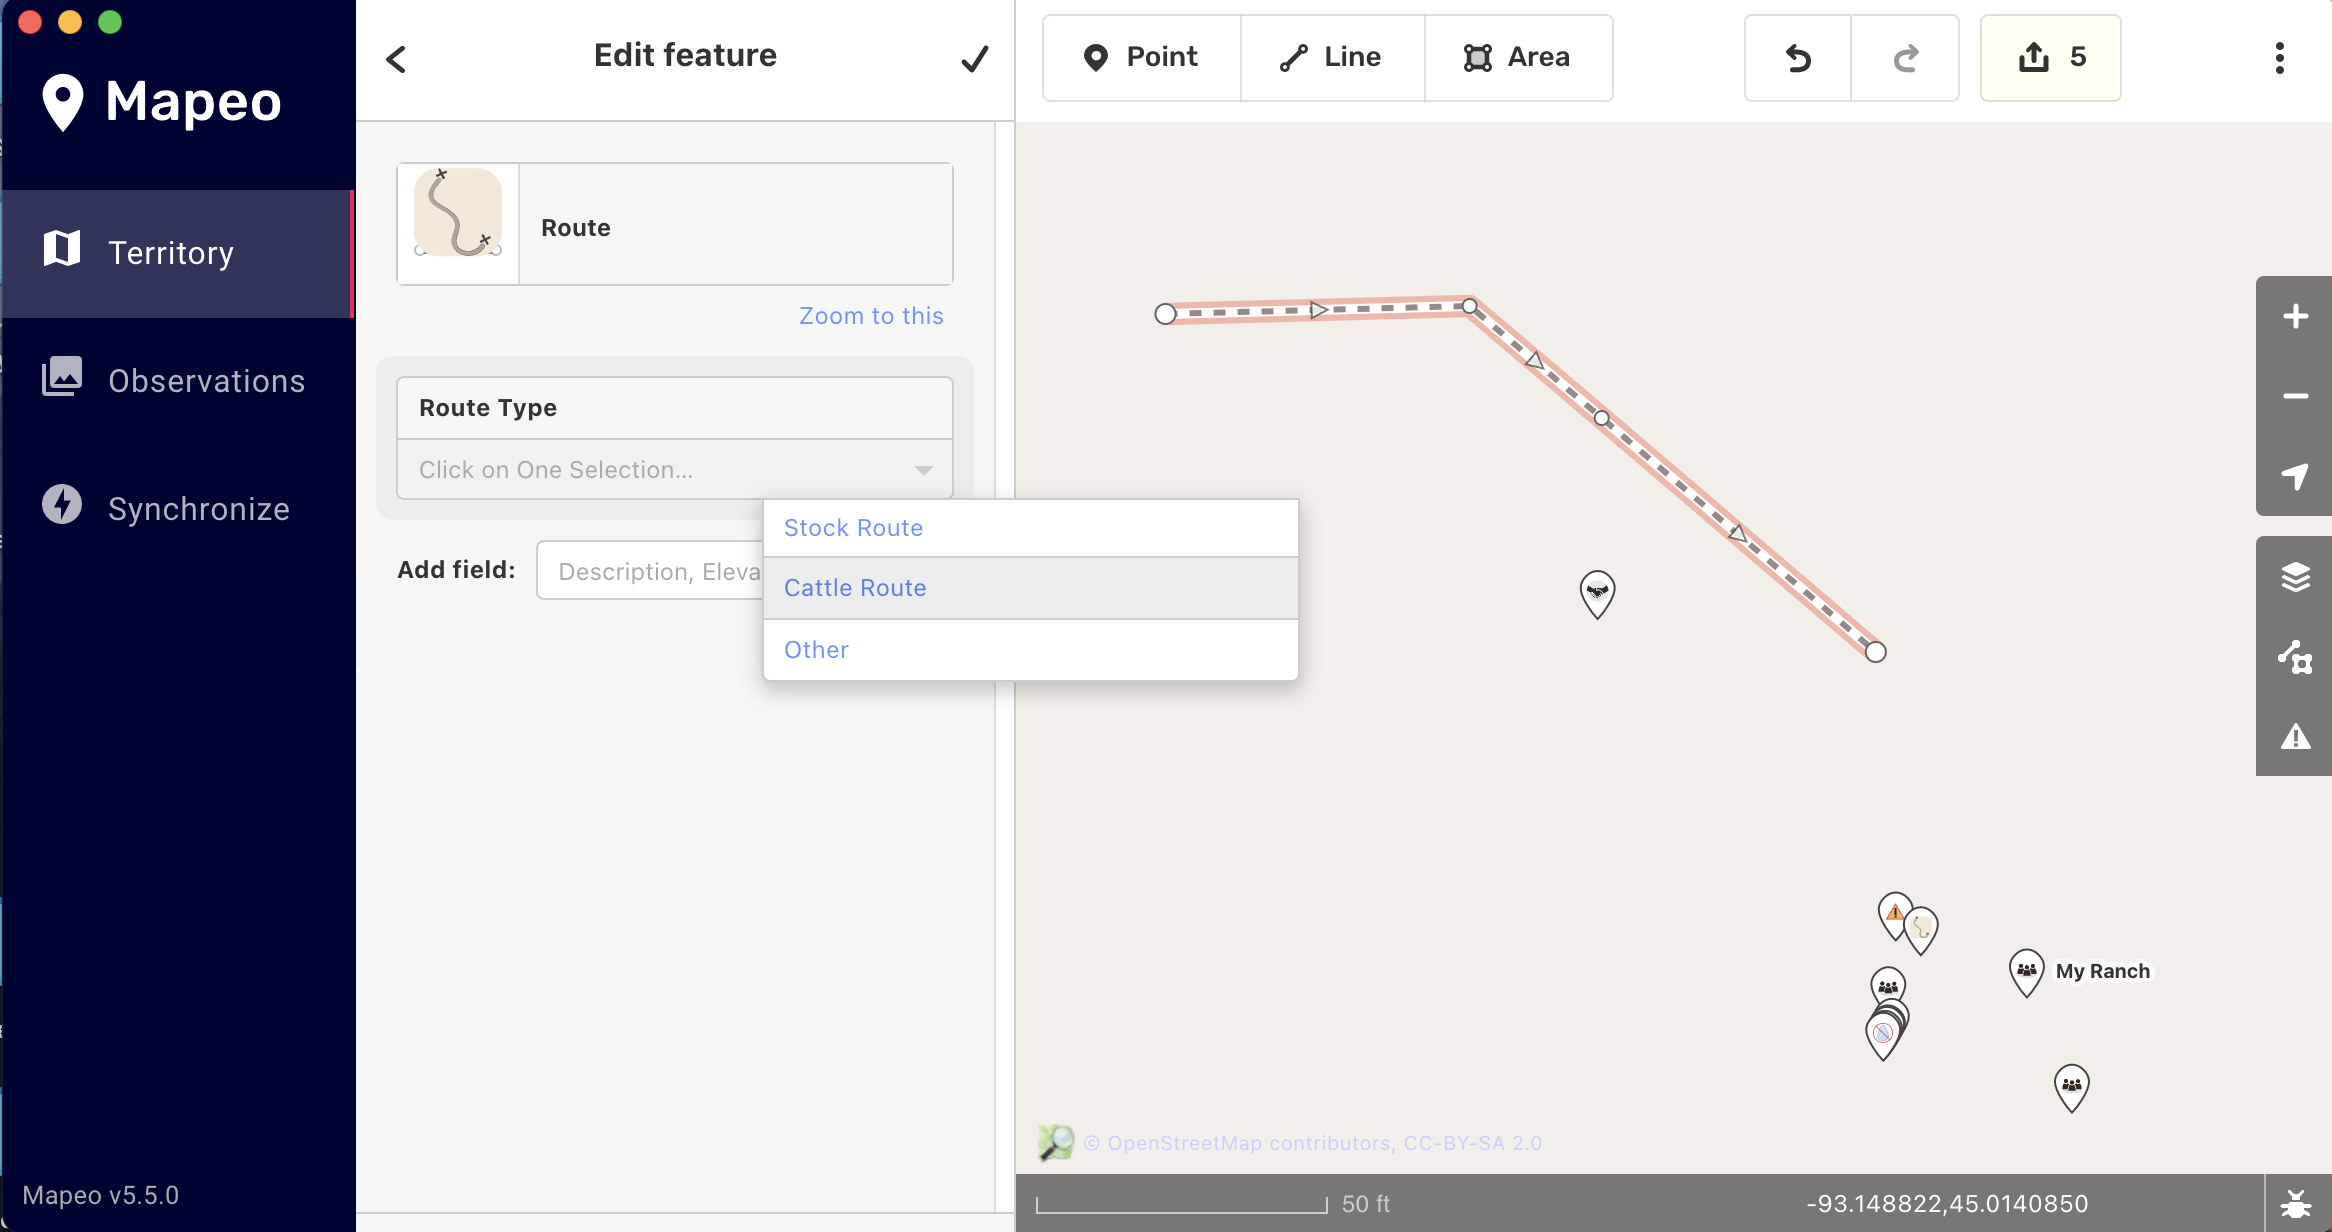 Mapeo
Territory
Observations
Synchronize
Mapeo v5.5.0
Edit feature
Route
Zoom to this
Route Type
Click on One Selection...
Stock Route
Cattle Route
Other
Add field:
Description, Eleva
Point
Line
Area
5
My Ranch
© OpenStreetMap contributors, CC-BY-SA 2.0
50 ft
-93.148822,45.0140850